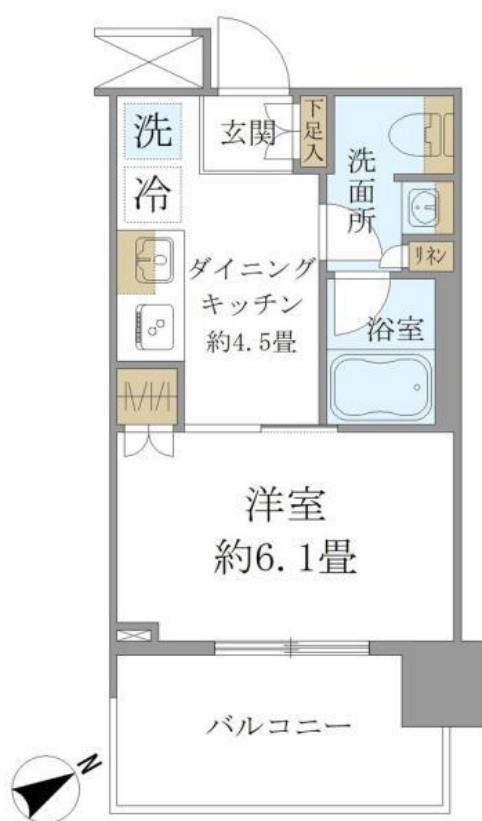 洗
玄関
下足入
洗面所
冷
リネン
ダイニング
キッチン
約4.5畳
浴室
洋室
約6.1畳
バルコニー
N